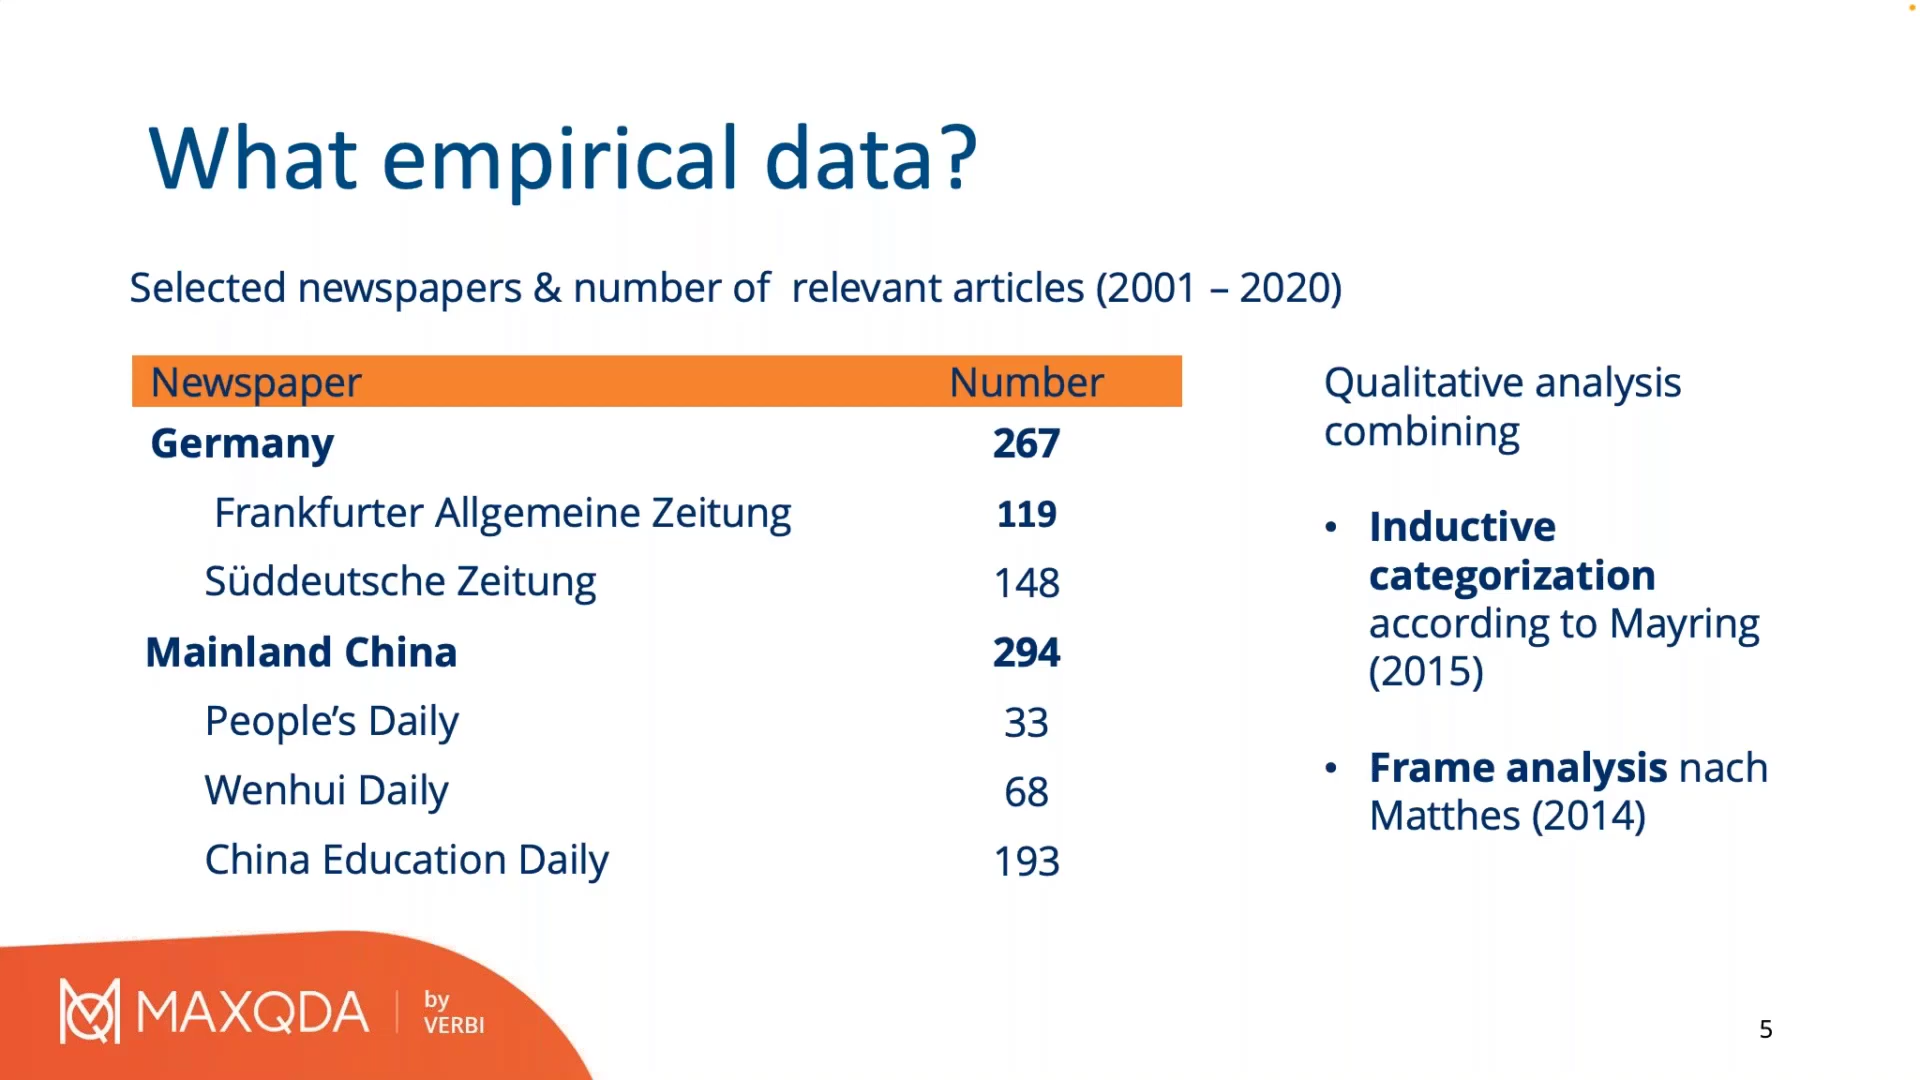 What empirical data?
Selected newspapers & number of relevant articles (2001 – 2020)
Newspaper Number
Germany 267
Frankfurter Allgemeine Zeitung 119
Süddeutsche Zeitung 148
Mainland China 294
People’s Daily 33
Wenhui Daily 68
China Education Daily 193
Qualitative analysis
combining
• Inductive
categorization
according to Mayring
(2015)
• Frame analysis nach
Matthes (2014)
MAXQDA
by
VERBI
5